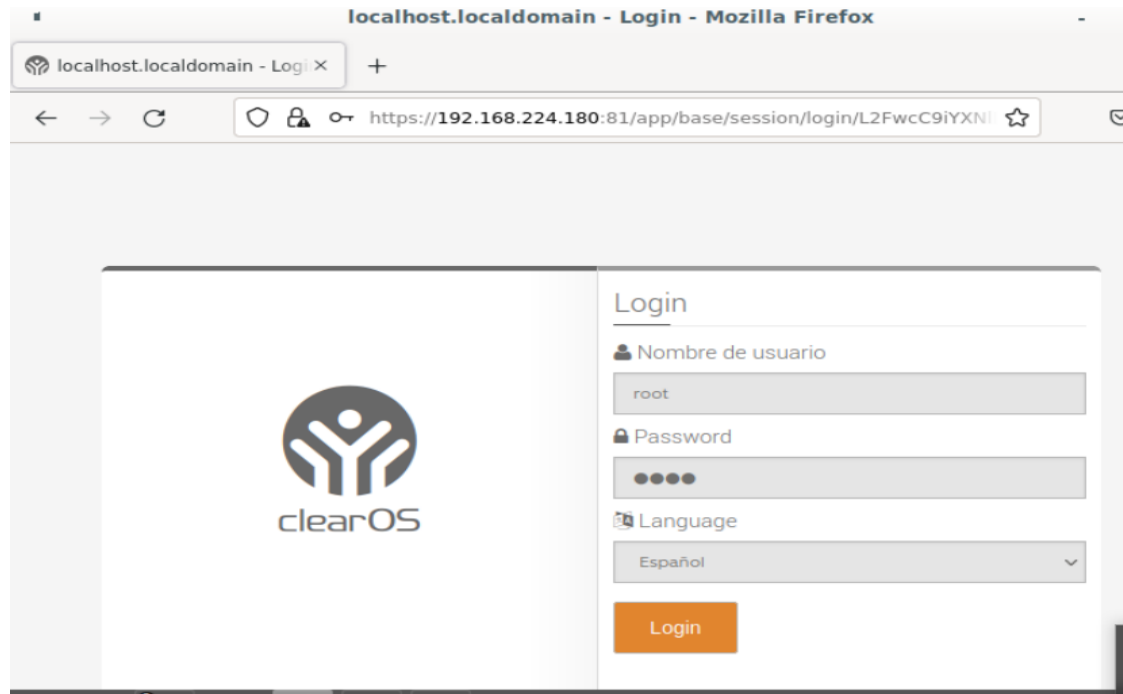 localhost.localdomain - Login - Mozilla Firefox
localhost.localdomain - Logi
https://192.168.224.180:81/app/base/session/login/L2FwcC9iYXNl
Login
Nombre de usuario
root
Password
clearOS
Language
Español
Login